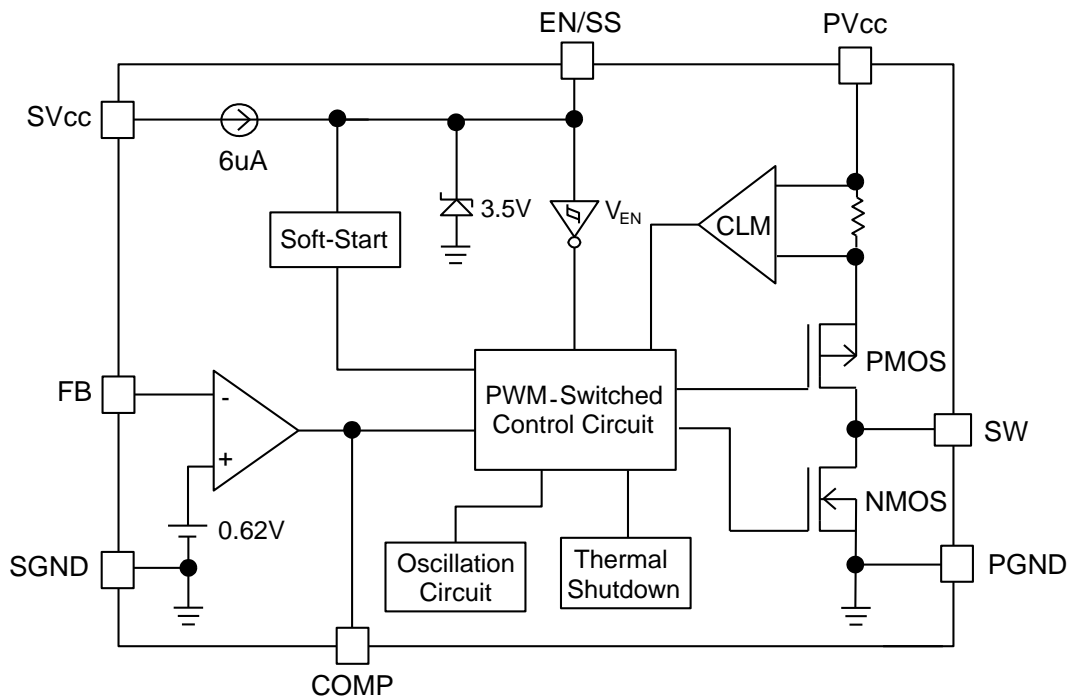 EN/SS
PVcc
SVcc
6uA
3.5V
VEN
CLM
Soft-Start
PMOS
FB
-
+
PWM-Switched
Control Circuit
SW
NMOS
0.62V
SGND
Oscillation
Circuit
Thermal
Shutdown
PGND
COMP